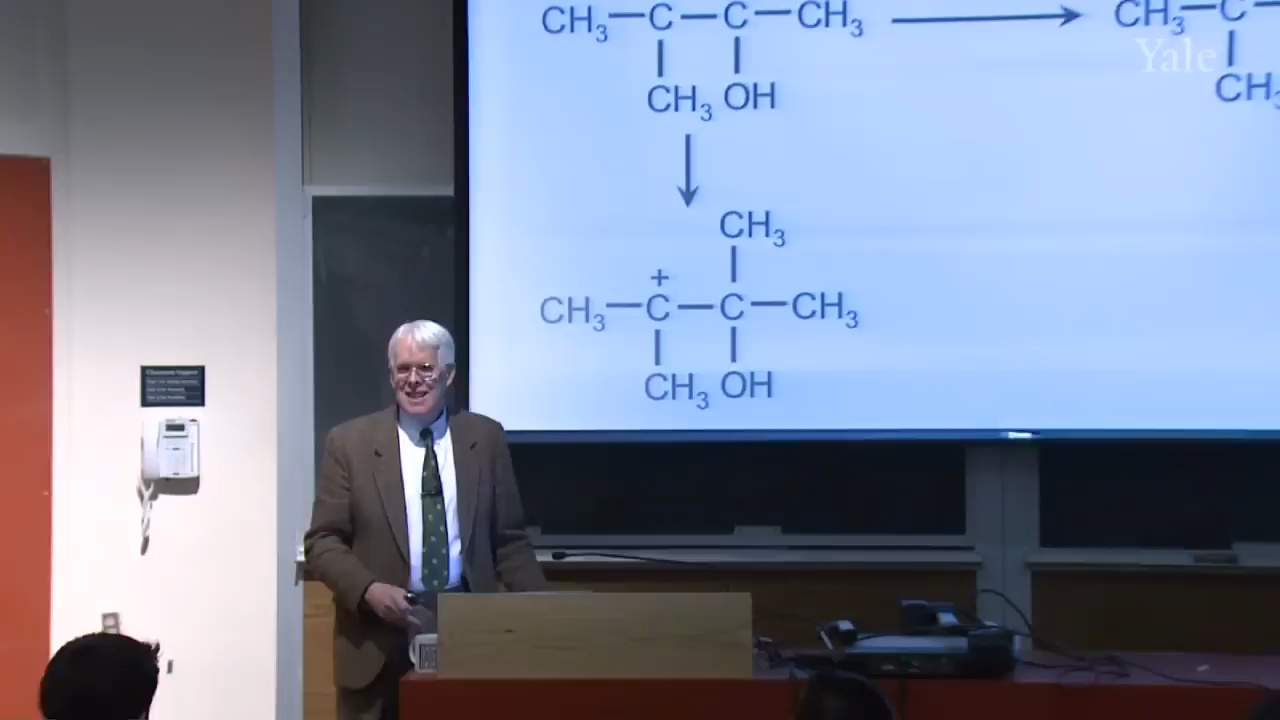 CH3—C—C—CH3 CH3—C—
Yale
CH3 OH CH3
CH3
+
CH3—C—C—CH3
CH3 OH